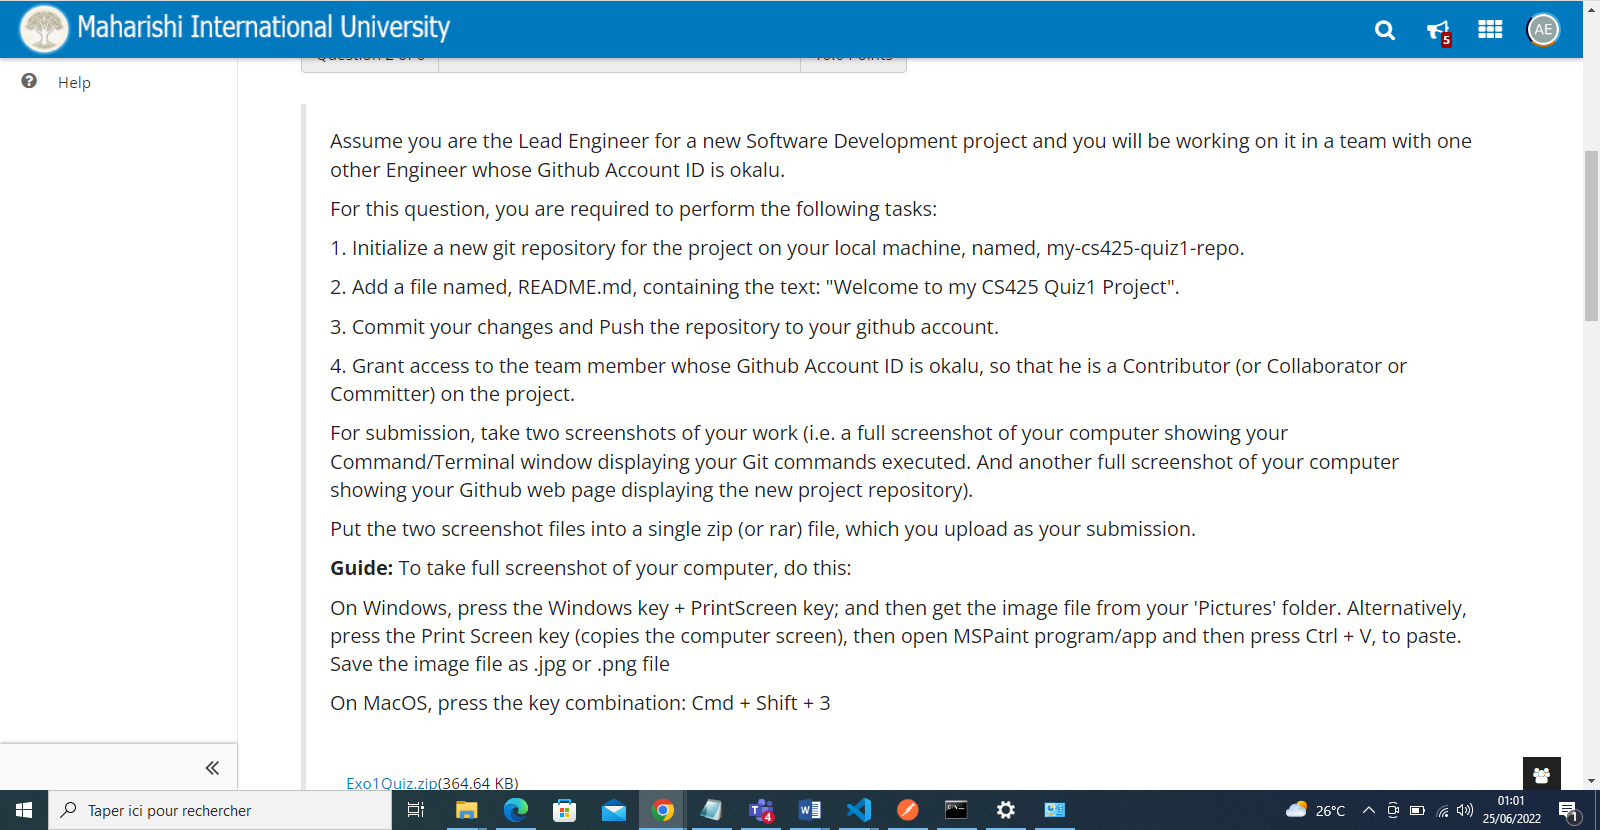 Maharishi International University
5
AE
Help
Question 2 of 6
10.0 Points
Assume you are the Lead Engineer for a new Software Development project and you will be working on it in a team with one
other Engineer whose Github Account ID is okalu.
For this question, you are required to perform the following tasks:
1. Initialize a new git repository for the project on your local machine, named, my-cs425-quiz1-repo.
2. Add a file named, README.md, containing the text: "Welcome to my CS425 Quiz1 Project".
3. Commit your changes and Push the repository to your github account.
4. Grant access to the team member whose Github Account ID is okalu, so that he is a Contributor (or Collaborator or
Committer) on the project.
For submission, take two screenshots of your work (i.e. a full screenshot of your computer showing your
Command/Terminal window displaying your Git commands executed. And another full screenshot of your computer
showing your Github web page displaying the new project repository).
Put the two screenshot files into a single zip (or rar) file, which you upload as your submission.
Guide: To take full screenshot of your computer, do this:
On Windows, press the Windows key + PrintScreen key; and then get the image file from your 'Pictures' folder. Alternatively,
press the Print Screen key (copies the computer screen), then open MSPaint program/app and then press Ctrl + V, to paste.
Save the image file as .jpg or .png file
On MacOS, press the key combination: Cmd + Shift + 3
Exo1Quiz.zip(364.64 KB)
Taper ici pour rechercher
4
26°C
01:01
25/06/2022
1